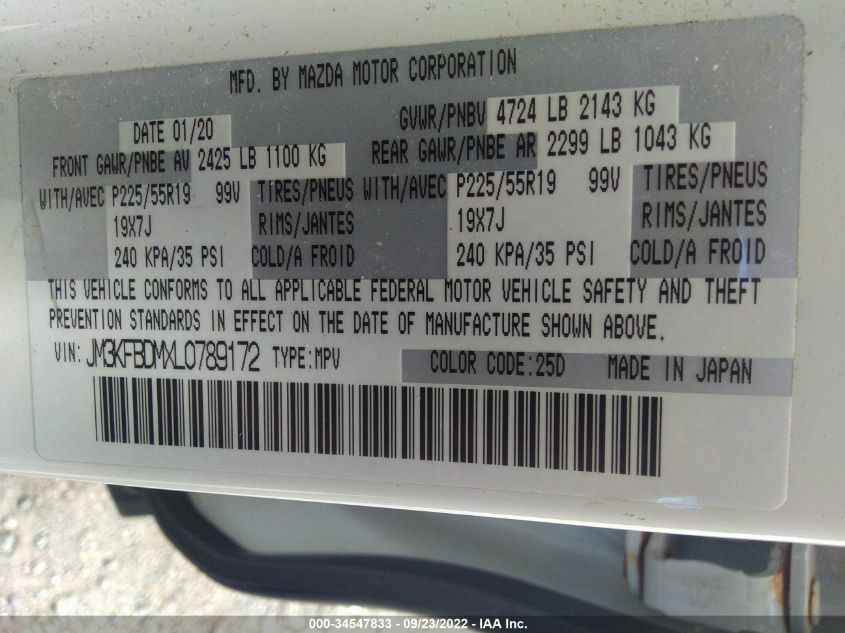 MFD. BY MAZDA MOTOR CORPORATION
DATE 01/20 GVWR/PNBV 4724 LB 2143 KG
FRONT GAWR/PNBE AV 2425 LB 1100 KG REAR GAWR/PNBE AR 2299 LB 1043 KG
WITH/AVEC P225/55R19 99V TIRES/PNEUS WITH/AVEC P225/55R19 99V TIRES/PNEUS
19X7J RIMS/JANTES 19X7J RIMS/JANTES
240 KPA/35 PSI COLD/A FROID 240 KPA/35 PSI COLD/A FROID
THIS VEHICLE CONFORMS TO ALL APPLICABLE FEDERAL MOTOR VEHICLE SAFETY AND THEFT
PREVENTION STANDARDS IN EFFECT ON THE DATE OF MANUFACTURE SHOWN ABOVE.
VIN: JM3KFBDMXL0789172 TYPE:MPV COLOR CODE:25D MADE IN JAPAN
000-34547833 - 09/23/2022 - IAA Inc.